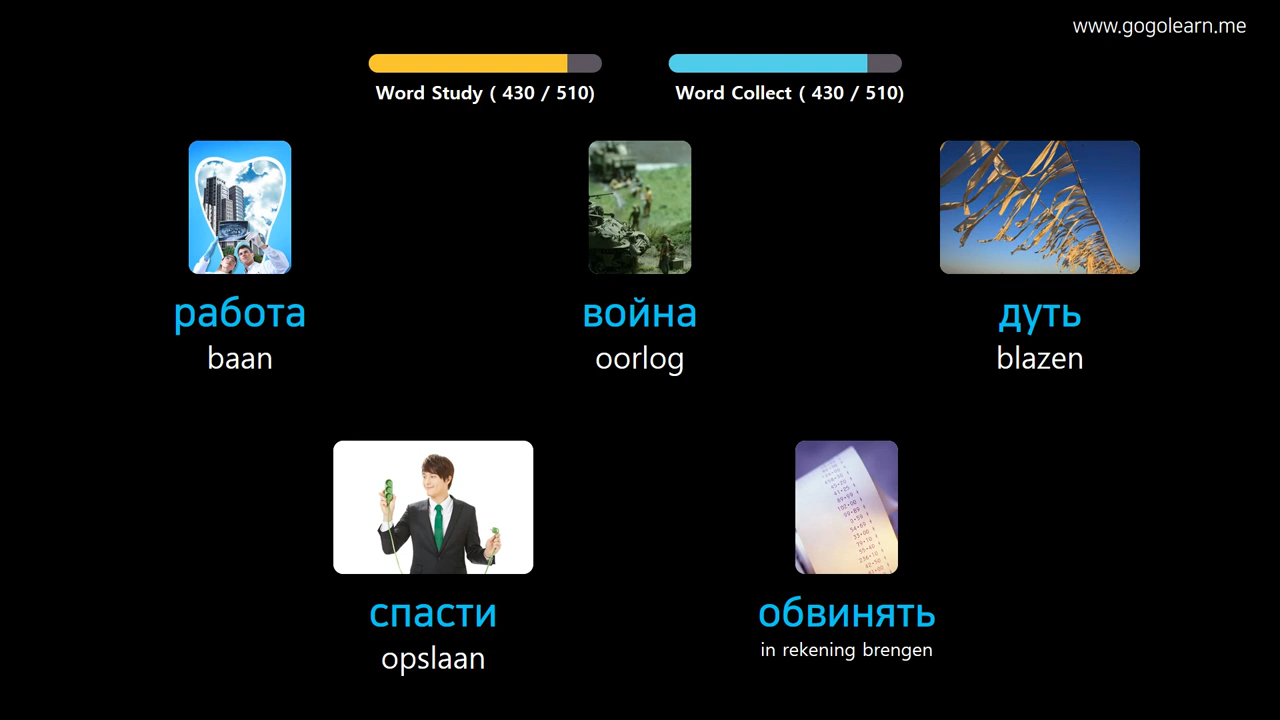 www.gogolearn.me
Word Study ( 430 / 510)
Word Collect ( 430 / 510)
работа
baan
война
oorlog
дуть
blazen
спасти
opslaan
обвинять
in rekening brengen